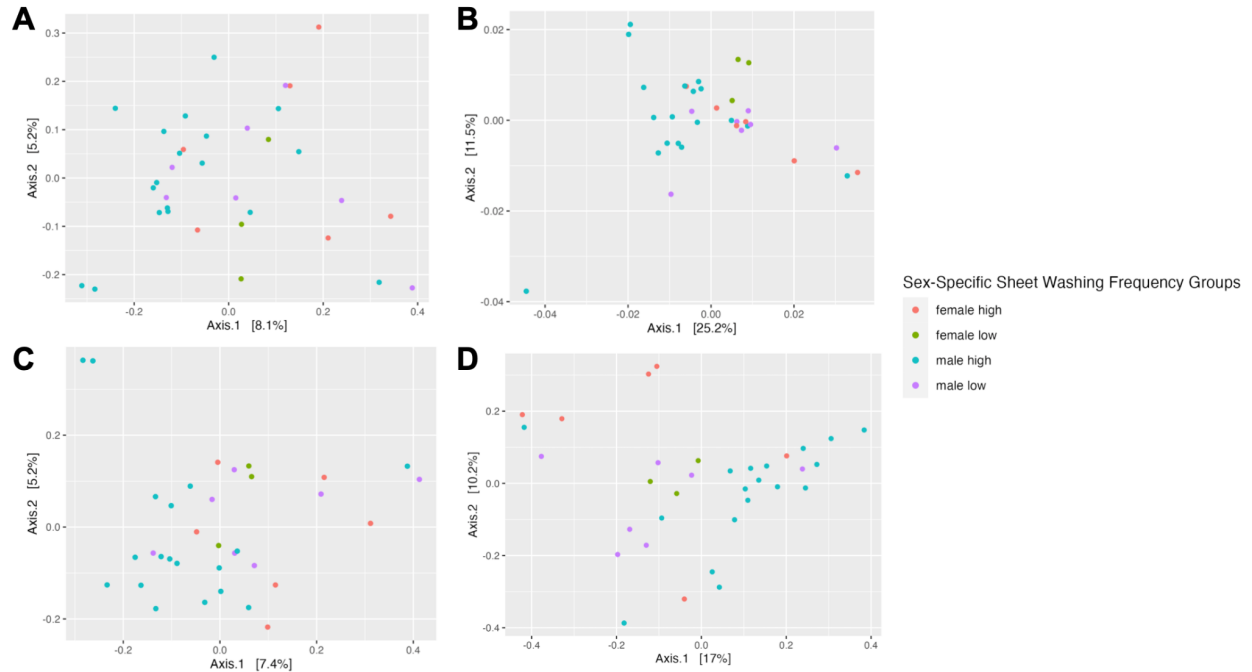 A
0.3
0.2
0.1
0.0
-0.1
-0.2
Axis.2 [5.2%]
-0.2
0.0
0.2
0.4
Axis.1 [8.1%]
B
0.02
0.00
-0.02
-0.04
Axis.2 [11.5%]
-0.04
-0.02
0.00
0.02
Axis.1 [25.2%]
Sex-Specific Sheet Washing Frequency Groups
female high
female low
male high
male low
C
0.2
0.0
-0.2
Axis.2 [5.2%]
-0.2
0.0
0.2
0.4
Axis.1 [7.4%]
D
0.2
0.0
-0.2
-0.4
Axis.2 [10.2%]
-0.4
-0.2
0.0
0.2
0.4
Axis.1 [17%]